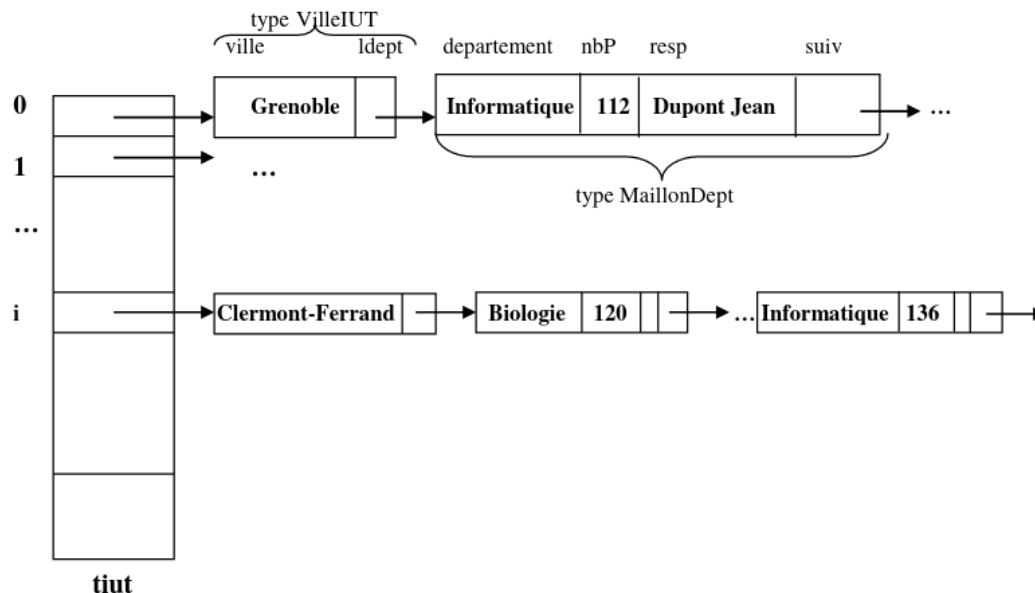 type VilleIUT
ville ldept departement nbP resp suiv
0 Grenoble Informatique 112 Dupont Jean ...
1 ...
type MaillonDept
...
i Clermont-Ferrand Biologie 120 ... Informatique 136
tiut